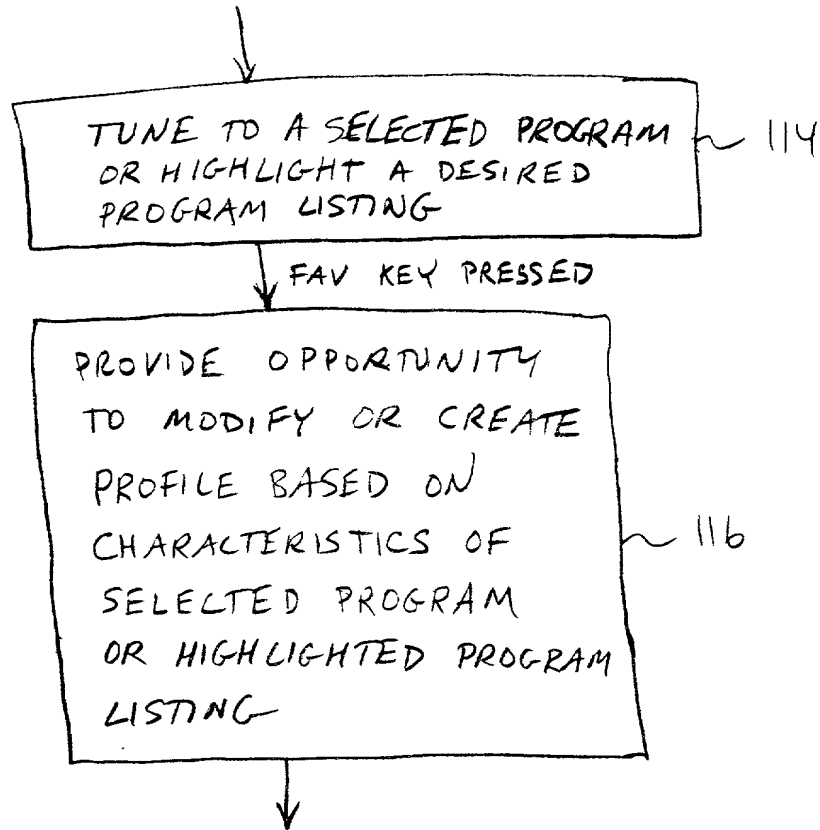 TUNE TO A SELECTED PROGRAM
OR HIGHLIGHT A DESIRED
PROGRAM LISTING
114
FAV KEY PRESSED
PROVIDE OPPORTUNITY
TO MODIFY OR CREATE
PROFILE BASED ON
CHARACTERISTICS OF
116
SELECTED PROGRAM
OR HIGHLIGHTED PROGRAM
LISTING